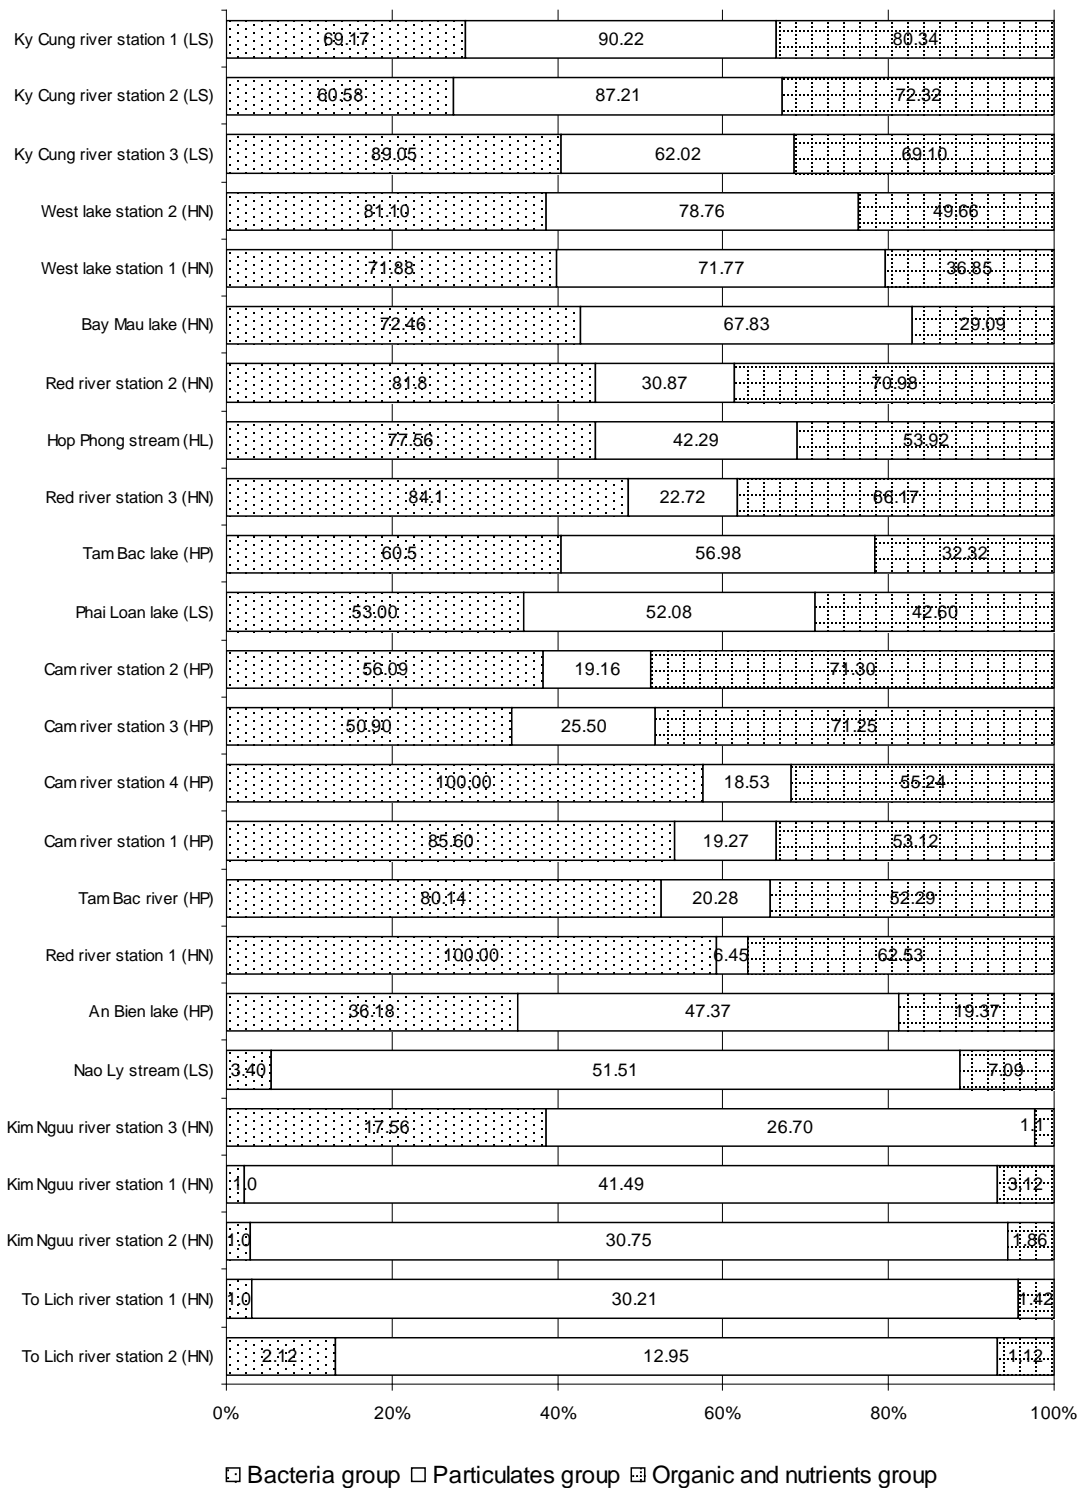 Ky Cung river station 1 (LS) 69.17 90.22 80.34
Ky Cung river station 2 (LS) 60.58 87.21 72.32
Ky Cung river station 3 (LS) 89.05 62.02 69.10
West lake station 2 (HN) 81.10 78.76 49.66
West lake station 1 (HN) 71.88 71.77 36.85
Bay Mau lake (HN) 72.46 67.83 29.09
Red river station 2 (HN) 81.8 30.87 70.98
Hop Phong stream (HL) 77.56 42.29 53.92
Red river station 3 (HN) 84.1 22.72 66.17
Tam Bac lake (HP) 60.5 56.98 32.32
Phai Loan lake (LS) 53.00 52.08 42.60
Cam river station 2 (HP) 56.09 19.16 71.30
Cam river station 3 (HP) 50.90 25.50 71.25
Cam river station 4 (HP) 100.00 18.53 55.24
Cam river station 1 (HP) 85.60 19.27 53.12
Tam Bac river (HP) 80.14 20.28 52.29
Red river station 1 (HN) 100.00 6.45 62.53
An Bien lake (HP) 36.18 47.37 19.37
Nao Ly stream (LS) 3.40 51.51 7.09
Kim Nguu river station 3 (HN) 17.56 26.70 1.1
Kim Nguu river station 1 (HN) 1.0 41.49 3.12
Kim Nguu river station 2 (HN) 1.0 30.75 1.86
To Lich river station 1 (HN) 1.0 30.21 1.42
To Lich river station 2 (HN) 2.12 12.95 1.12
0% 20% 40% 60% 80% 100%
Bacteria group Particulates group Organic and nutrients group